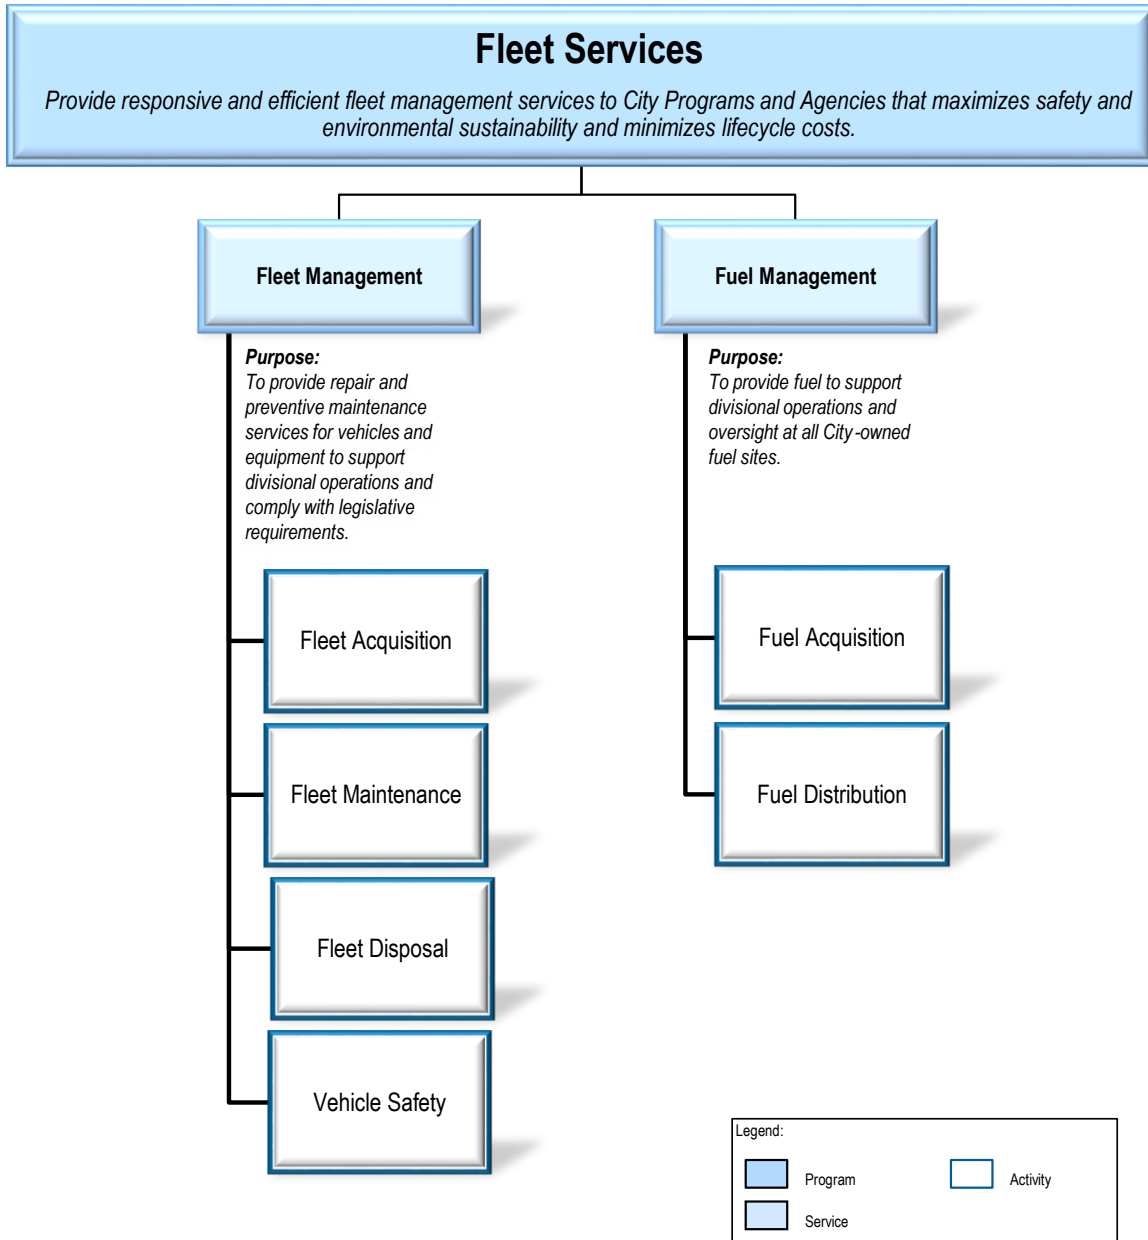 Fleet Services
Provide responsive and efficient fleet management services to City Programs and Agencies that maximizes safety and
environmental sustainability and minimizes lifecycle costs.
Fleet Management
Purpose:
To provide repair and
preventive maintenance
services for vehicles and
equipment to support
divisional operations and
comply with legislative
requirements.
Fleet Acquisition
Fleet Maintenance
Fleet Disposal
Vehicle Safety
Fuel Management
Purpose:
To provide fuel to support
divisional operations and
oversight at all City-owned
fuel sites.
Fuel Acquisition
Fuel Distribution
Legend:
Program
Activity
Service